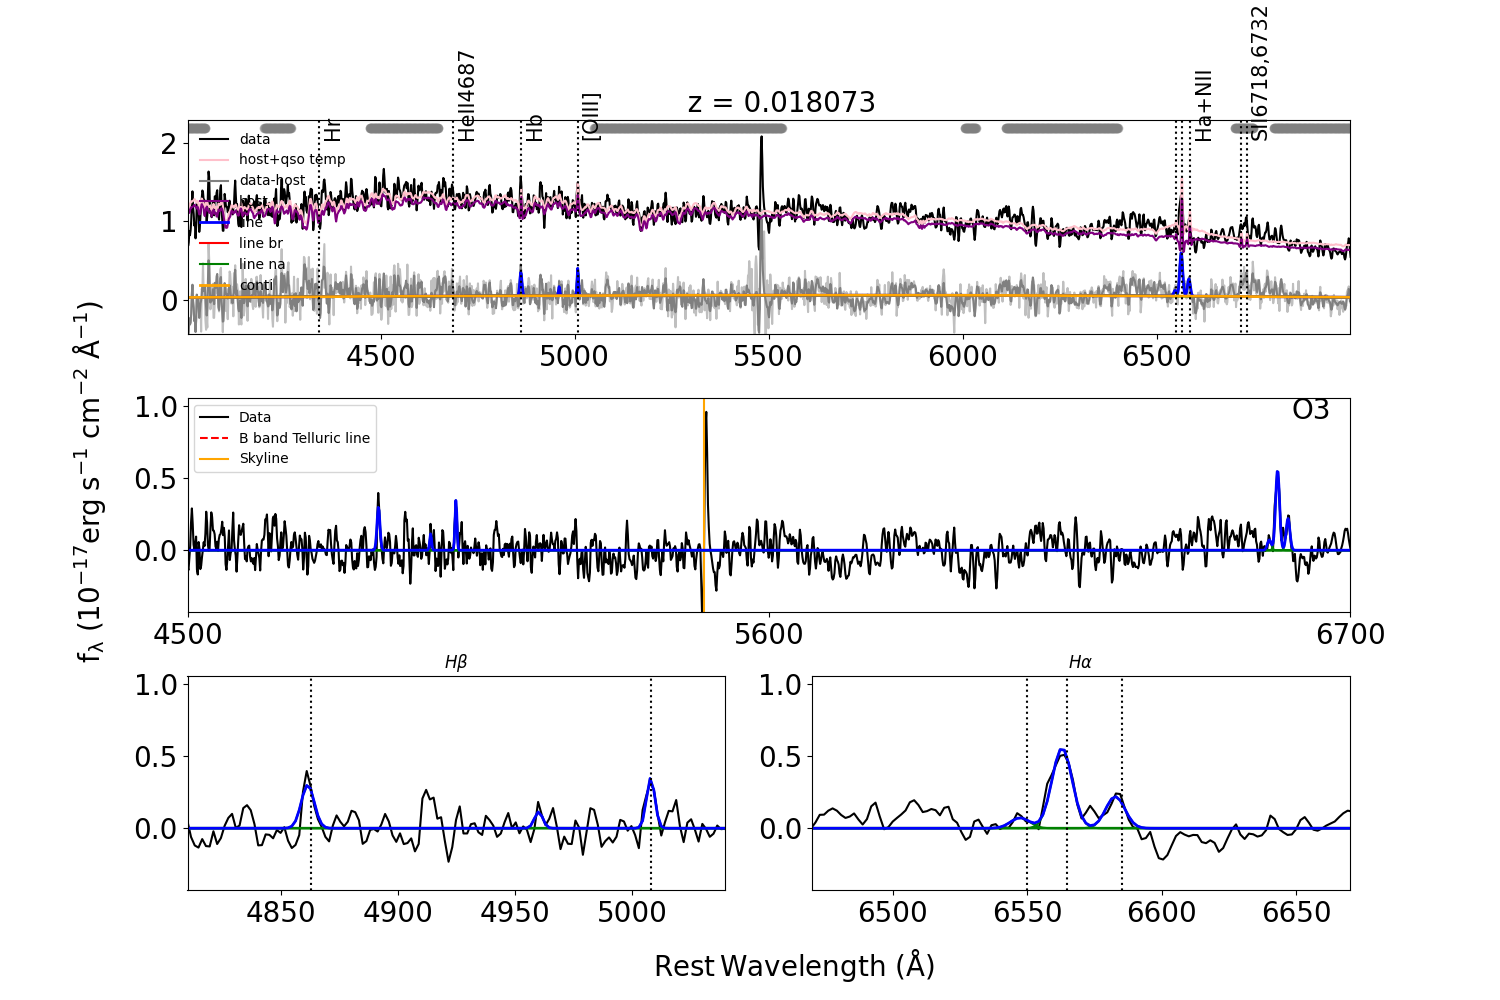 z = 0.018073
Hr
HeII4687
Hb
[OIII]
Ha+NII
SII6718,6732
data
host+qso temp
data-host
host
line
line br
line na
conti
2
1
0
4500 5000 5500 6000 6500
f_λ (10^−17 erg s^−1 cm^−2 Å^−1)
O3
Data
B band Telluric line
Skyline
1.0
0.5
0.0
4500 5600 6700
Hβ
1.0
0.5
0.0
4850 4900 4950 5000
Hα
1.0
0.5
0.0
6500 6550 6600 6650
Rest Wavelength (Å)